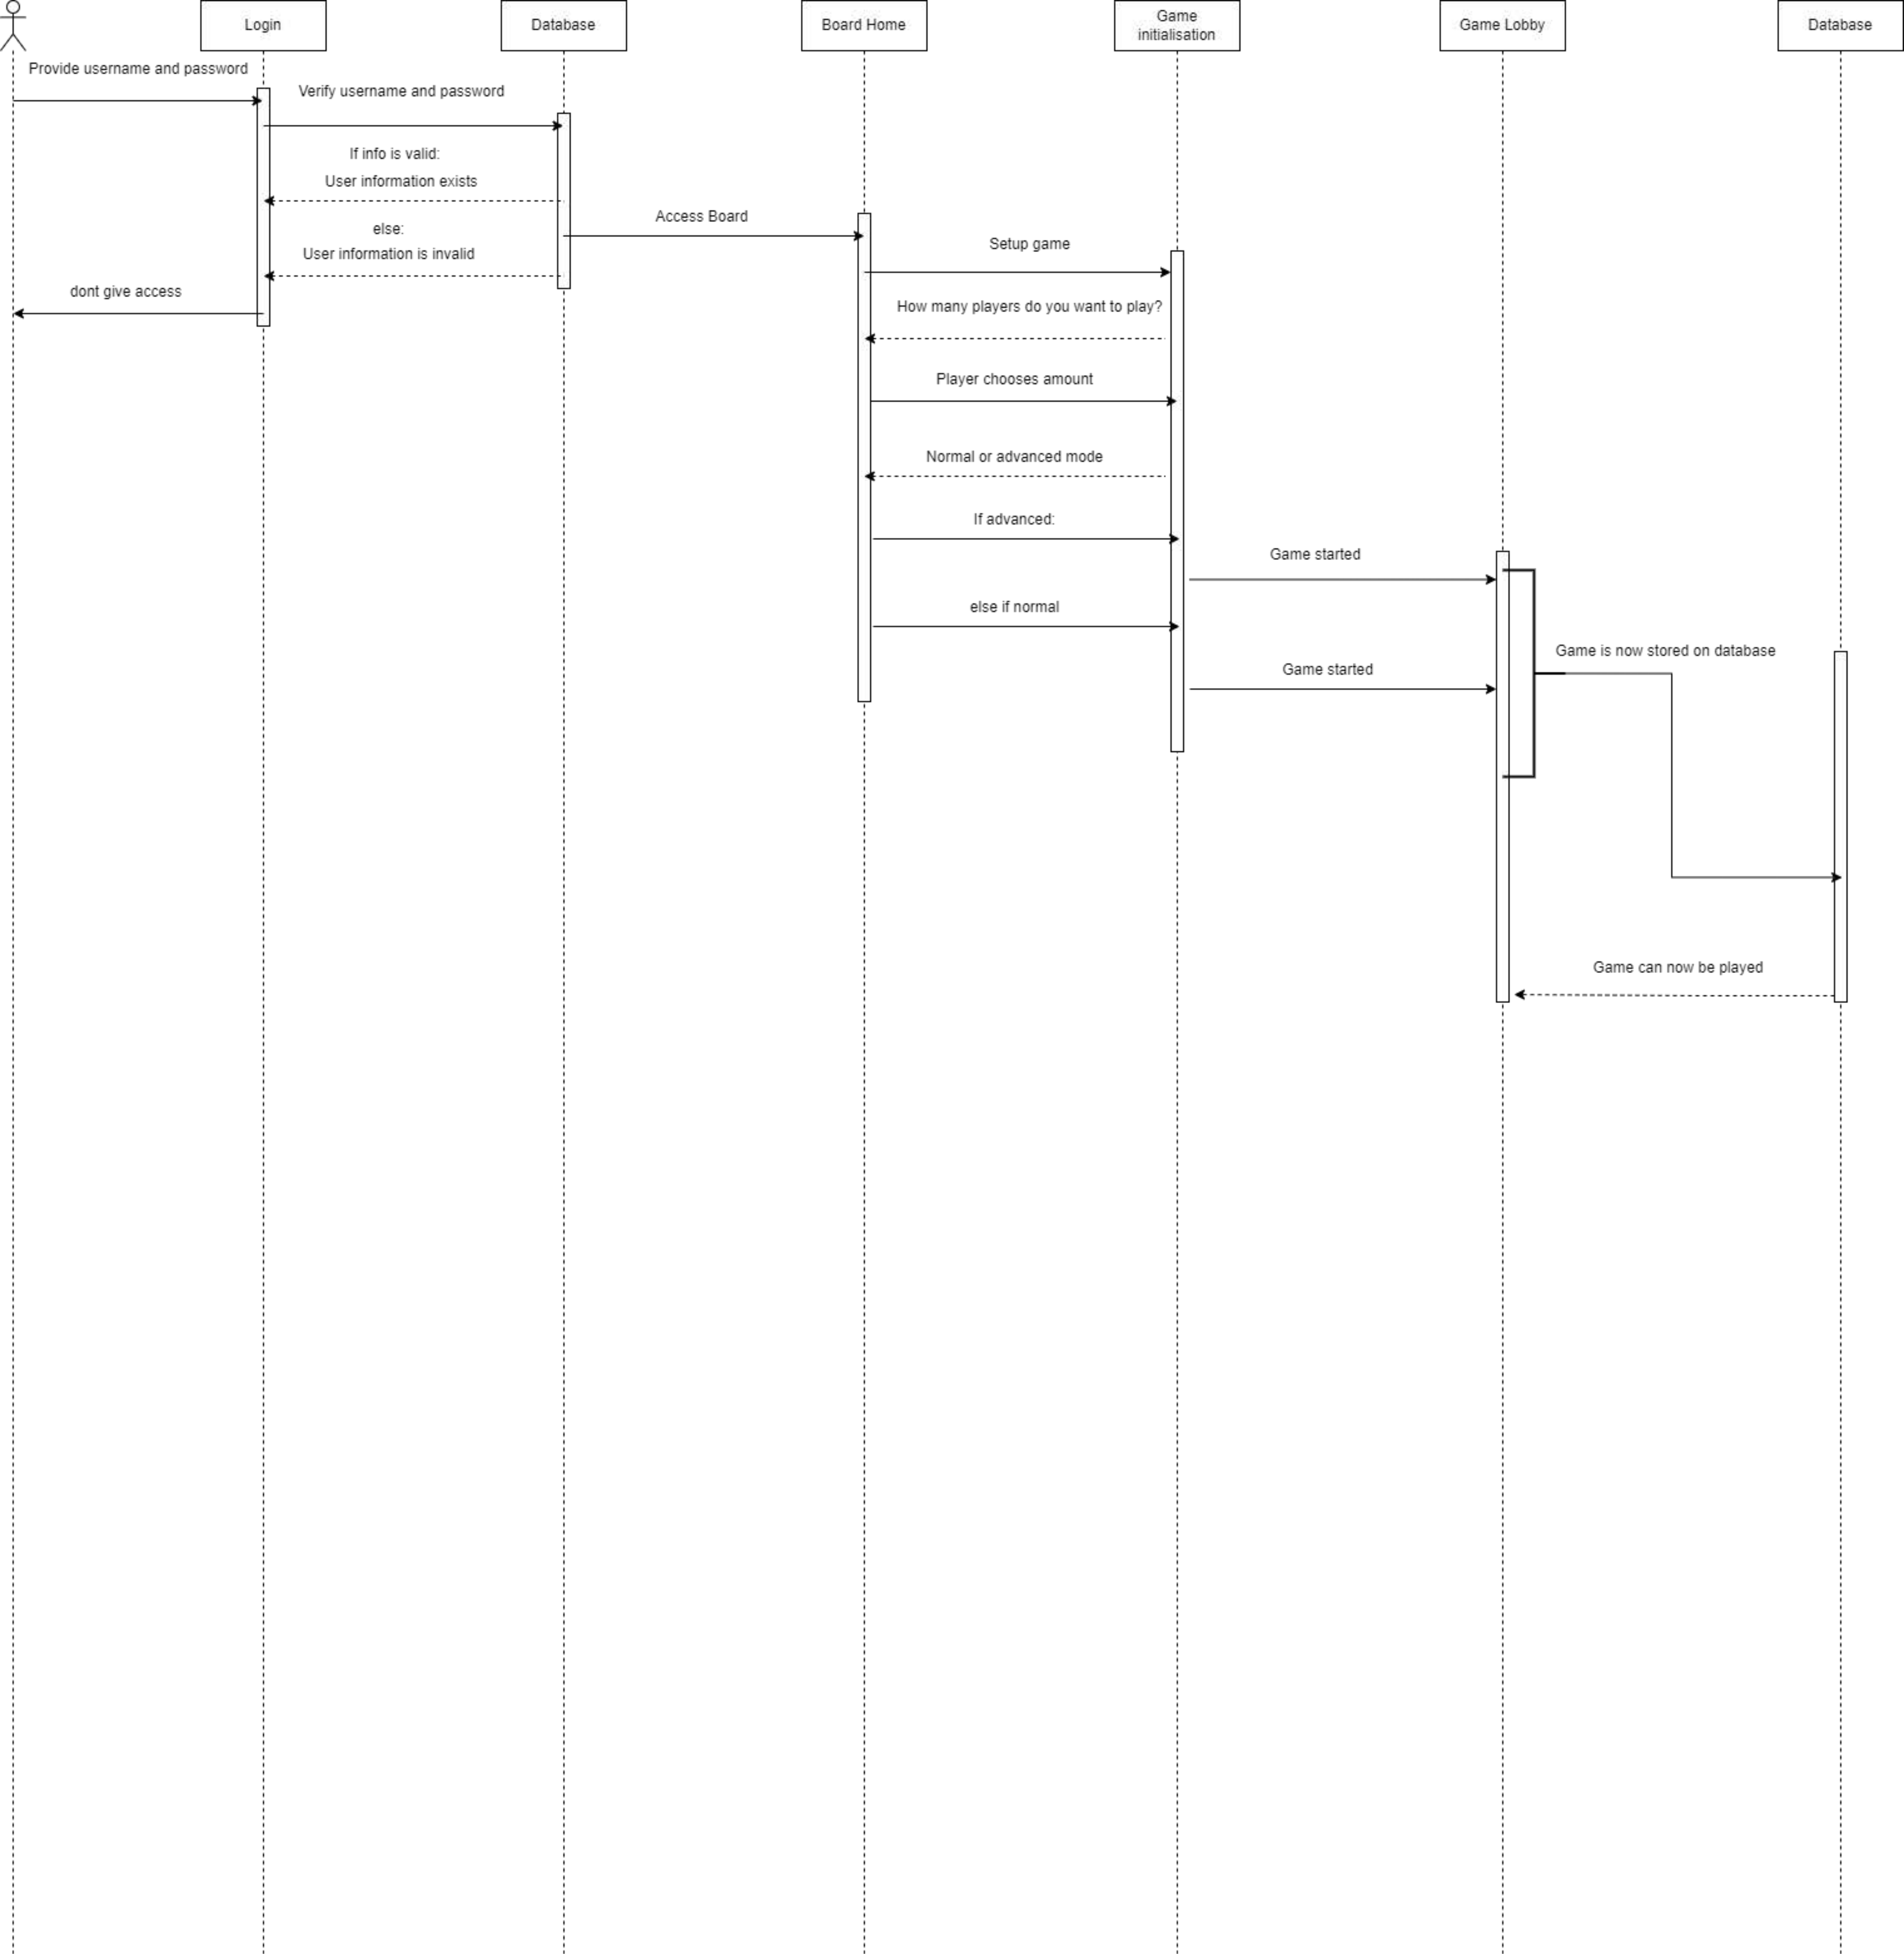 Login
Database
Board Home
Game
initialisation
Game Lobby
Database
Provide username and password
Verify username and password
If info is valid:
User information exists
Access Board
else:
User information is invalid
Setup game
dont give access
How many players do you want to play?
Player chooses amount
Normal or advanced mode
If advanced:
Game started
else if normal
Game is now stored on database
Game started
Game can now be played